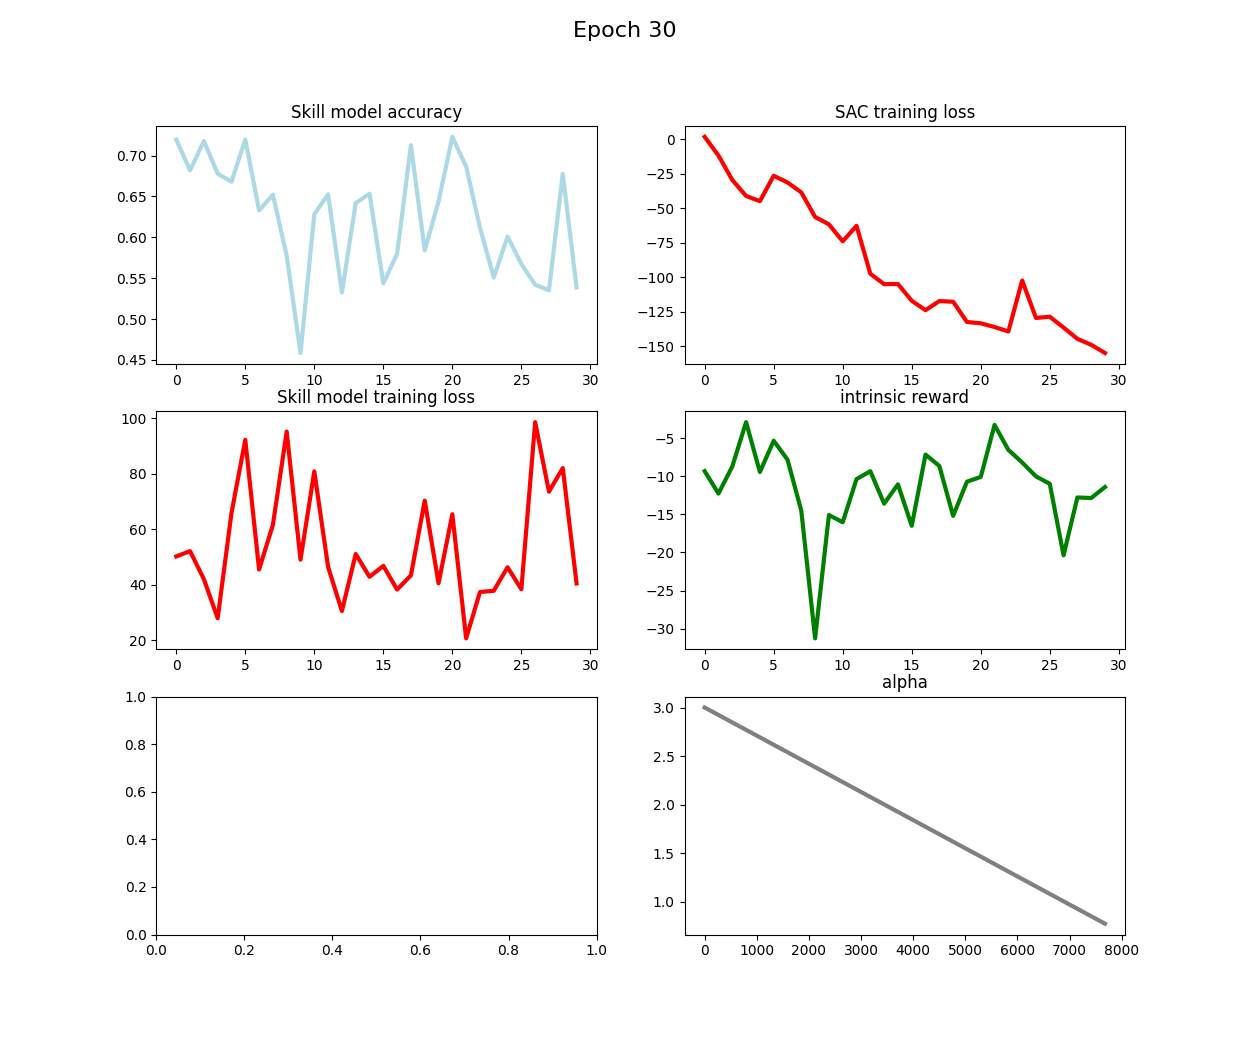 Epoch 30
Skill model accuracy
0.70
0.65
0.60
0.55
0.50
0.45
0 5 10 15 20 25 30
SAC training loss
0
−25
−50
−75
−100
−125
−150
0 5 10 15 20 25 30
Skill model training loss
100
80
60
40
20
0 5 10 15 20 25 30
intrinsic reward
−5
−10
−15
−20
−25
−30
0 5 10 15 20 25 30
1.0
0.8
0.6
0.4
0.2
0.0
0.0 0.2 0.4 0.6 0.8 1.0
alpha
3.0
2.5
2.0
1.5
1.0
0 1000 2000 3000 4000 5000 6000 7000 8000